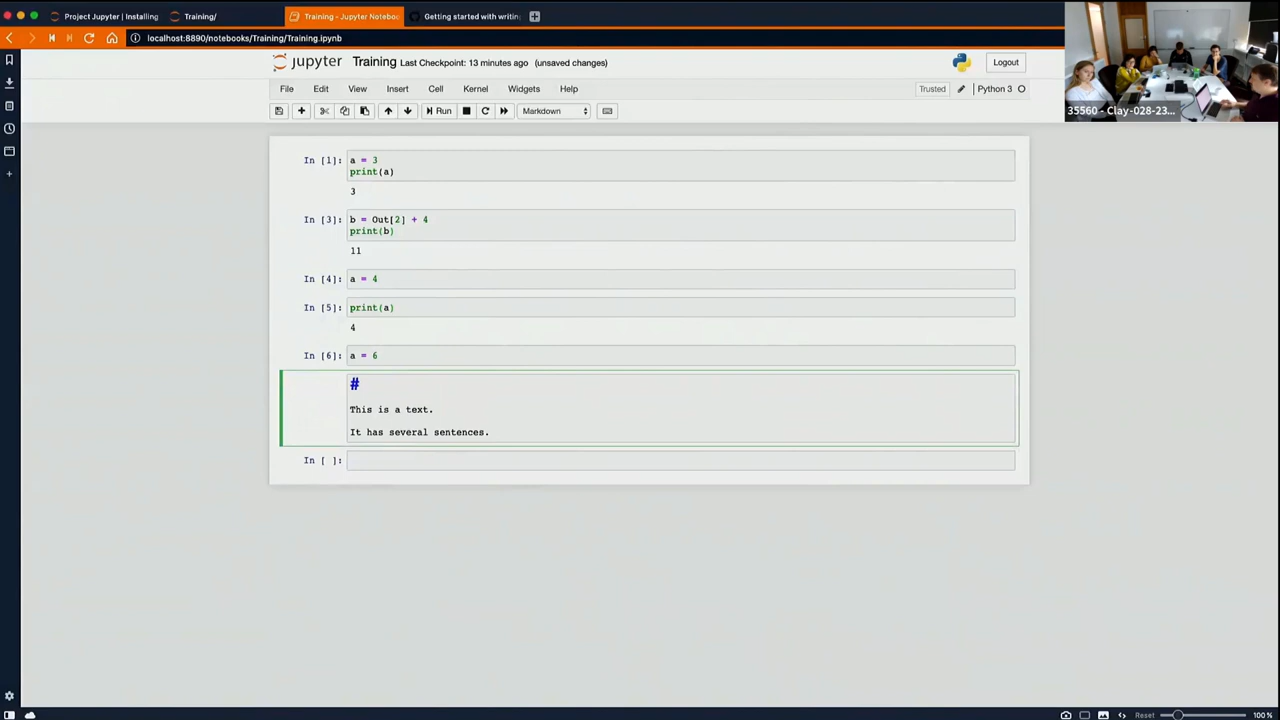 Project Jupyter | Installing
Training/
Training - Jupyter Noteboo
Getting started with writin
localhost:8890/notebooks/Training/Training.ipynb
jupyter Training Last Checkpoint: 13 minutes ago (unsaved changes)
Logout
File Edit View Insert Cell Kernel Widgets Help
Trusted
Python 3
Run
Markdown
In [1]: a = 3
print(a)
3
In [3]: b = Out[2] + 4
print(b)
11
In [4]: a = 4
In [5]: print(a)
4
In [6]: a = 6
#
This is a text.
It has several sentences.
In [ ]:
35560 - Clay-028-23...
Reset
100%